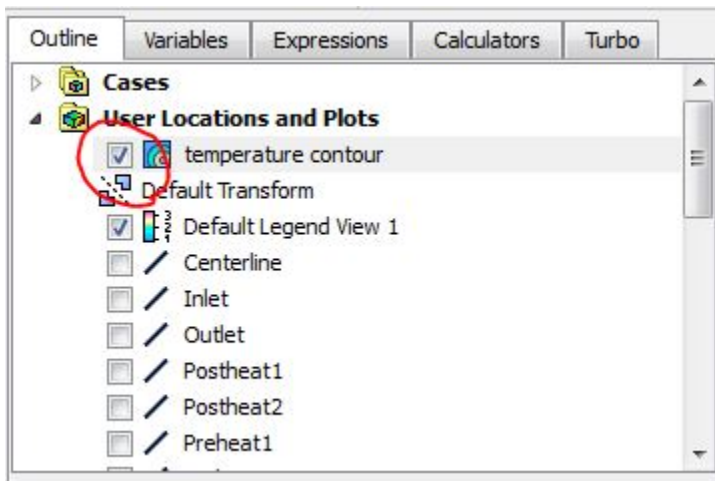 Outline Variables Expressions Calculators Turbo
Cases
User Locations and Plots
temperature contour
Default Transform
Default Legend View 1
Centerline
Inlet
Outlet
Postheat1
Postheat2
Preheat1